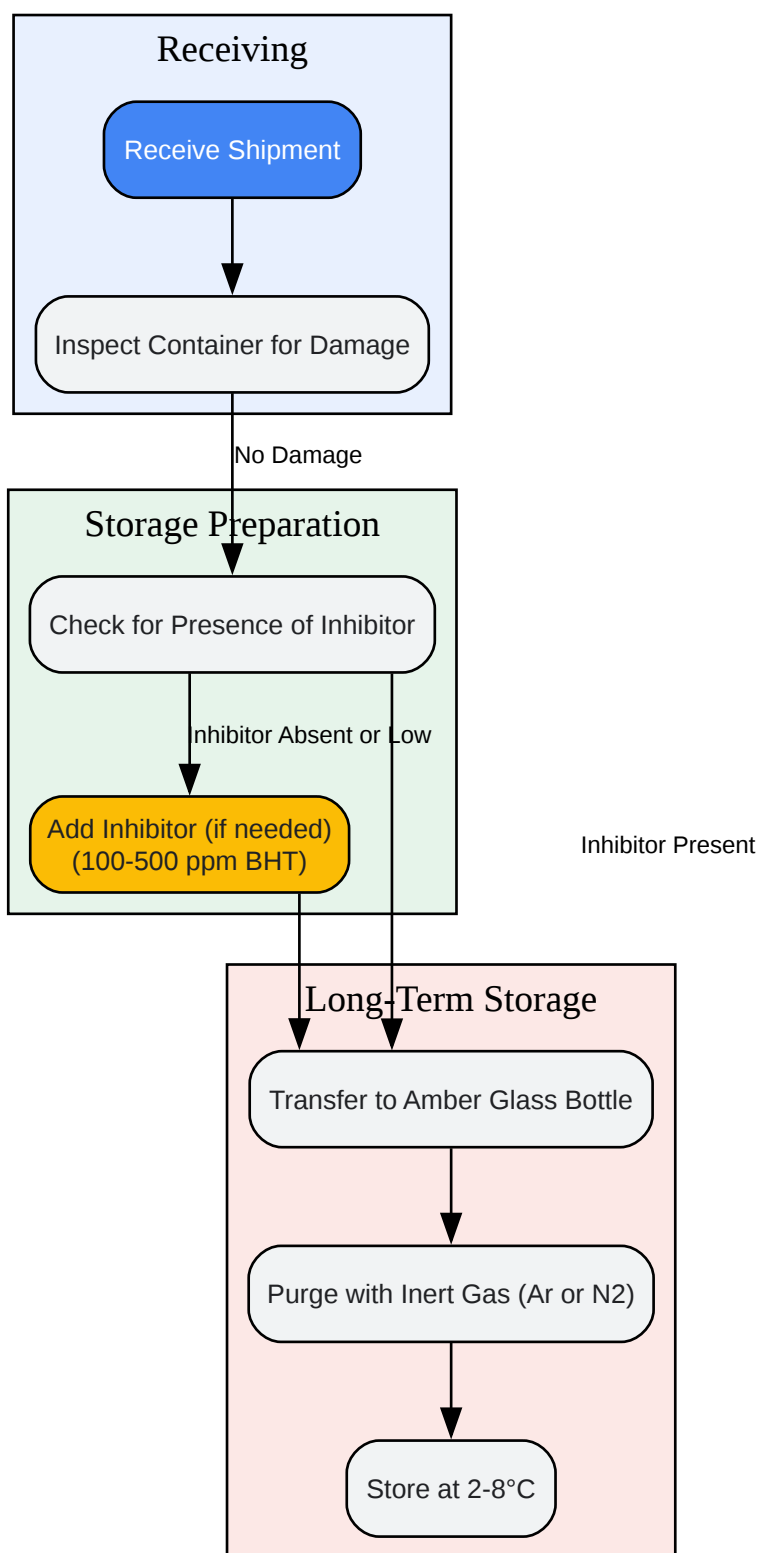 Receiving
Receive Shipment
Inspect Container for Damage
No Damage
Storage Preparation
Check for Presence of Inhibitor
Inhibitor Absent or Low
Add Inhibitor (if needed)
(100-500 ppm BHT)
Inhibitor Present
Long-Term Storage
Transfer to Amber Glass Bottle
Purge with Inert Gas (Ar or N2)
Store at 2-8°C